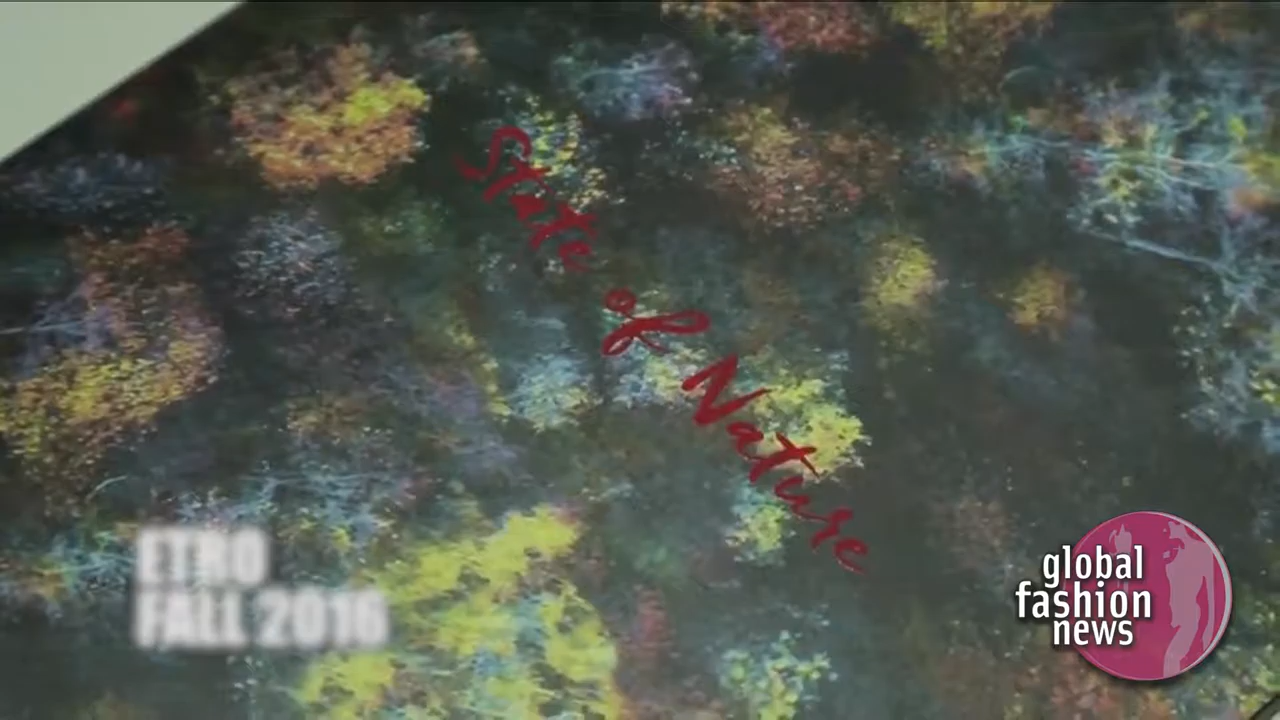 State of Nature
ETRO
FALL 2016
global
fashion
news